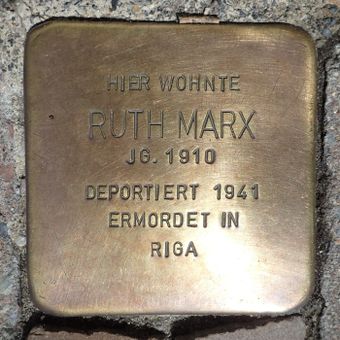 HIER WOHNTE
RUTH MARX
JG. 1910
DEPORTIERT 1941
ERMORDET IN
RIGA